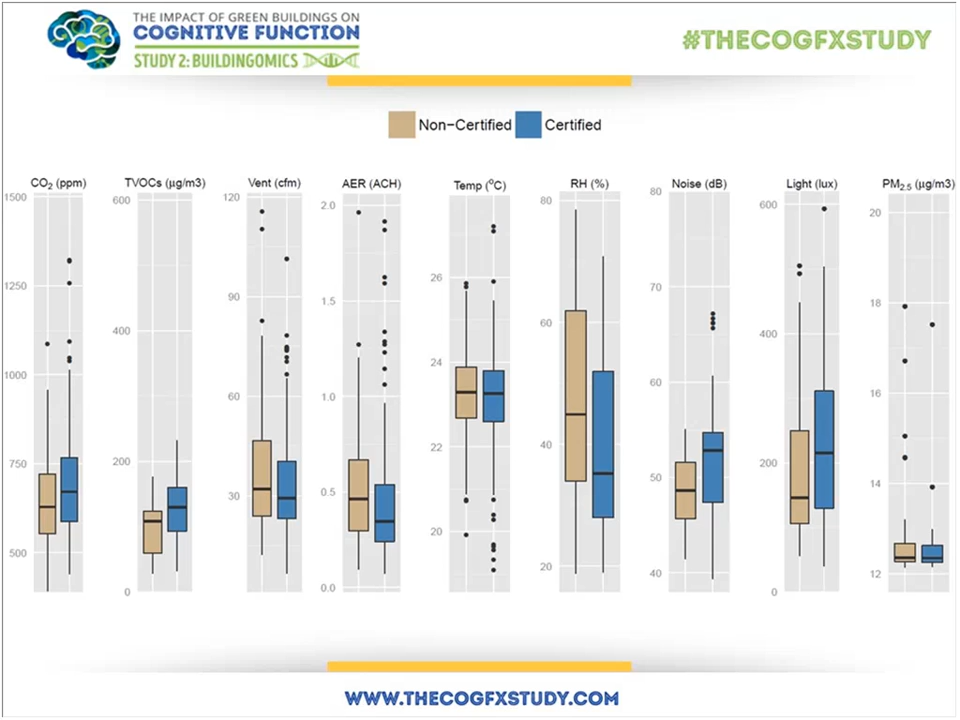 THE IMPACT OF GREEN BUILDINGS ON
COGNITIVE FUNCTION
STUDY 2: BUILDINGOMICS
#THECOGFXSTUDY
Non-Certified Certified
CO₂ (ppm)
1500
1250
1000
750
500
TVOCs (µg/m3)
600
400
200
0
Vent (cfm)
120
90
60
30
AER (ACH)
2.0
1.5
1.0
0.5
0.0
Temp (°C)
26
24
22
20
RH (%)
80
60
40
20
Noise (dB)
80
70
60
50
40
Light (lux)
600
400
200
0
PM₂.₅ (µg/m3)
20
18
16
14
12
WWW.THECOGFXSTUDY.COM